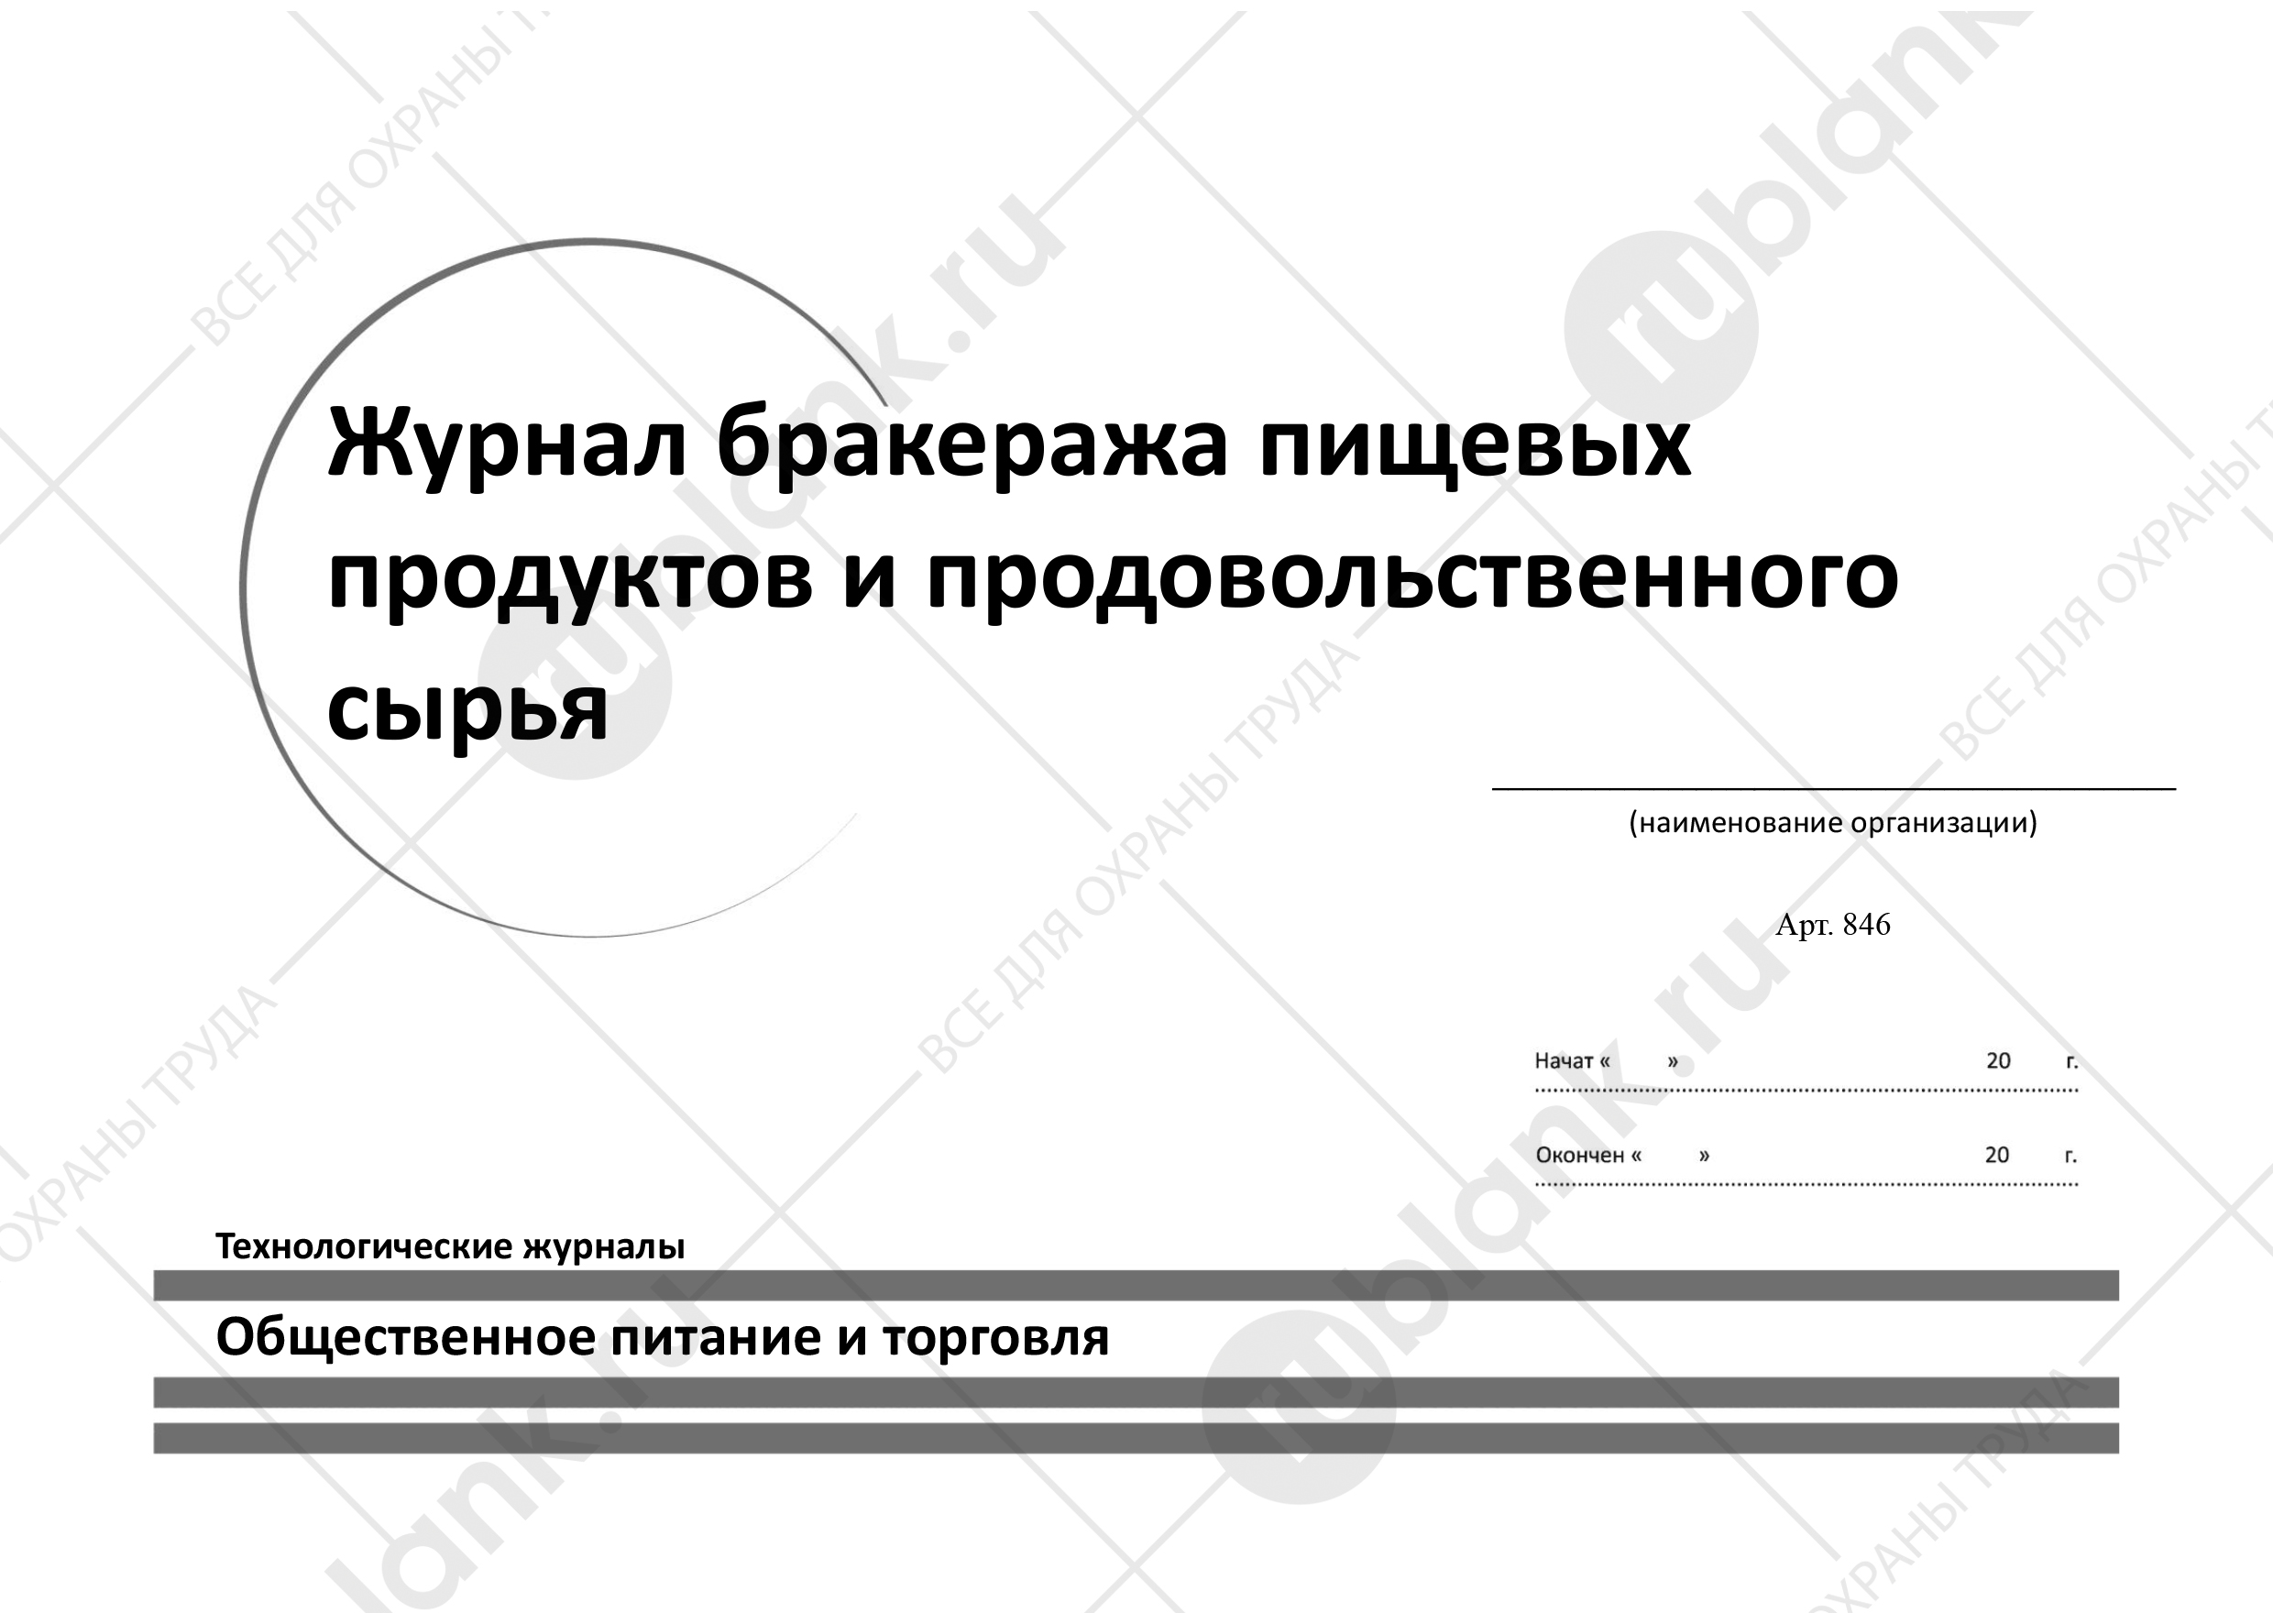 Журнал бракеража пищевых
продуктов и продовольственного
сырья
(наименование организации)
Арт. 846
Начат « » 20 г.
Окончен « » 20 г.
Технологические журналы
Общественное питание и торговля
ВСЕ ДЛЯ ОХРАНЫ ТРУДА
rublank.ru